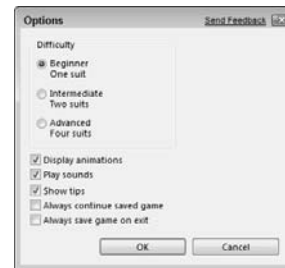 Options
Send Feedback
Difficulty
Beginner
One suit
Intermediate
Two suits
Advanced
Four suits
Display animations
Play sounds
Show tips
Always continue saved game
Always save game on exit
OK
Cancel